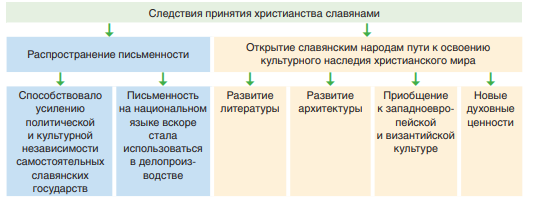 Следствия принятия христианства славянами
Распространение письменности
Открытие славянским народам пути к освоению
культурного наследия христианского мира
Способствовало
усилению
политической
и культурной
независимости
самостоятельных
славянских
государств
Письменность
на национальном
языке вскоре
стала
использоваться
в делопроиз-
водстве
Развитие
литературы
Развитие
архитектуры
Приобщение
к западноевро-
пейской
и византийской
культуре
Новые
духовные
ценности